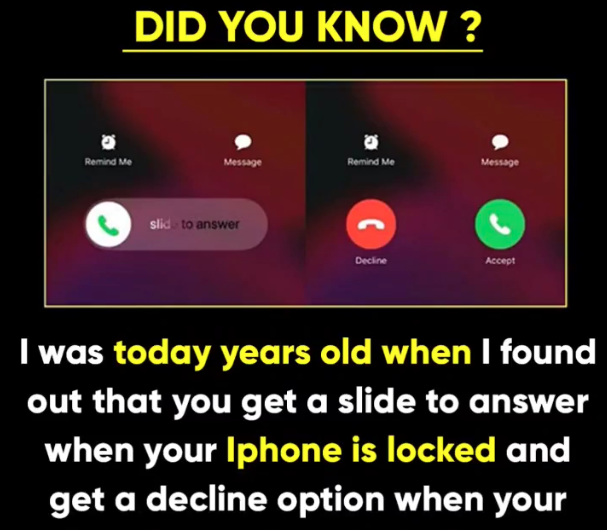 DID YOU KNOW ?
Remind Me Message Remind Me Message
slide to answer
Decline Accept
I was today years old when I found
out that you get a slide to answer
when your Iphone is locked and
get a decline option when your